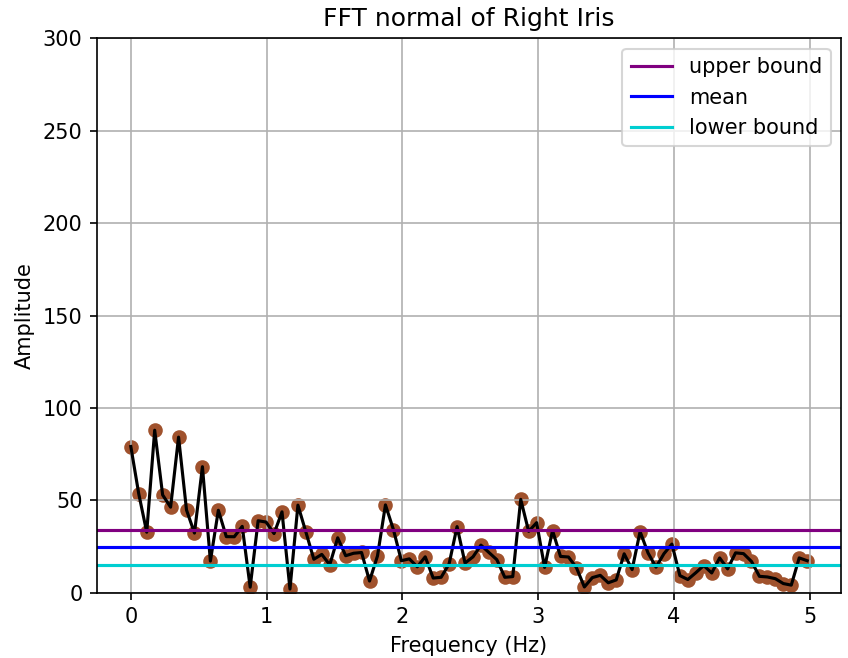 FFT normal of Right Iris
300
250
200
150
100
50
0
Amplitude
upper bound
mean
lower bound
0 1 2 3 4 5
Frequency (Hz)